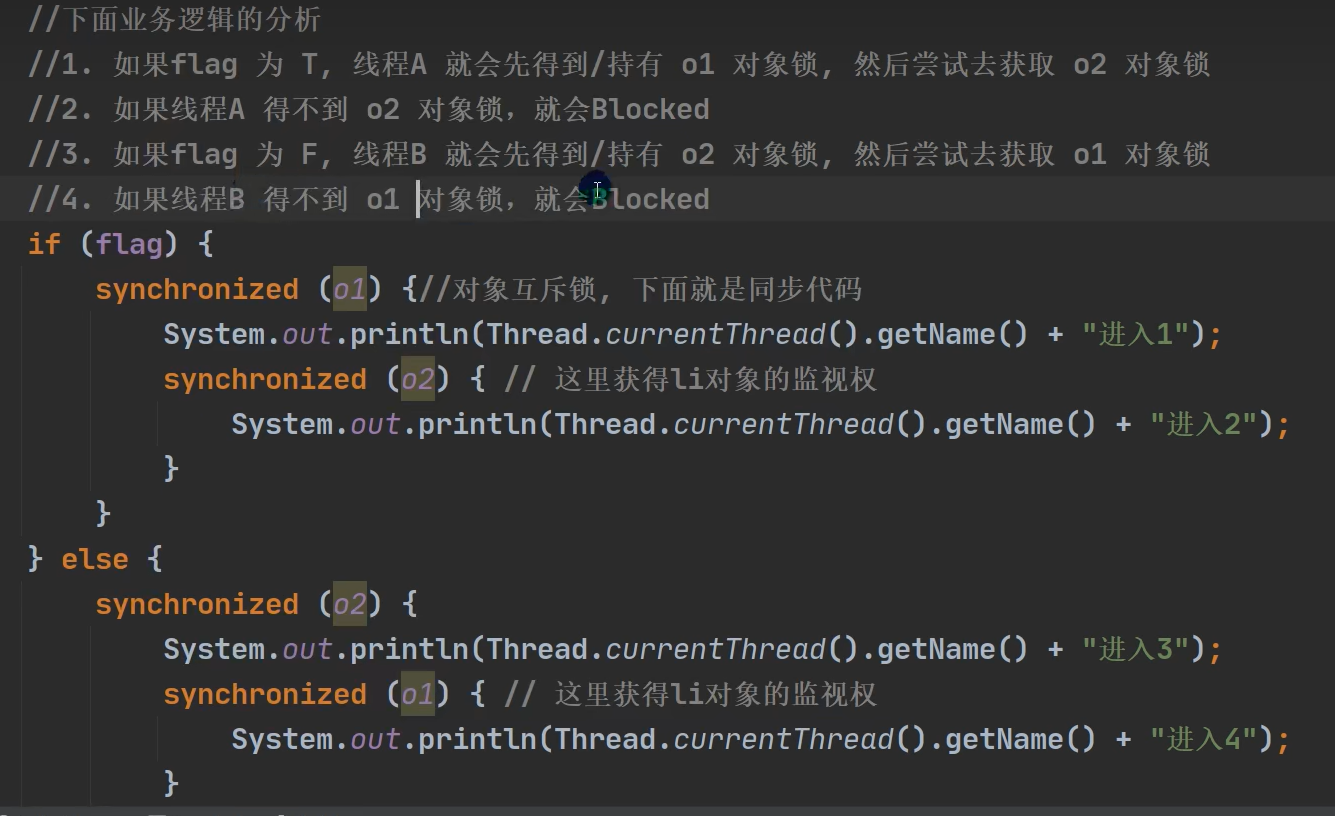 //下面业务逻辑的分析
//1. 如果flag 为 T, 线程A 就会先得到/持有 o1 对象锁, 然后尝试去获取 o2 对象锁
//2. 如果线程A 得不到 o2 对象锁，就会Blocked
//3. 如果flag 为 F, 线程B 就会先得到/持有 o2 对象锁, 然后尝试去获取 o1 对象锁
//4. 如果线程B 得不到 o1 对象锁，就会Blocked
if (flag) {
synchronized (o1) {//对象互斥锁, 下面就是同步代码
System.out.println(Thread.currentThread().getName() + "进入1");
synchronized (o2) { // 这里获得li对象的监视权
System.out.println(Thread.currentThread().getName() + "进入2");
}
}
} else {
synchronized (o2) {
System.out.println(Thread.currentThread().getName() + "进入3");
synchronized (o1) { // 这里获得li对象的监视权
System.out.println(Thread.currentThread().getName() + "进入4");
}